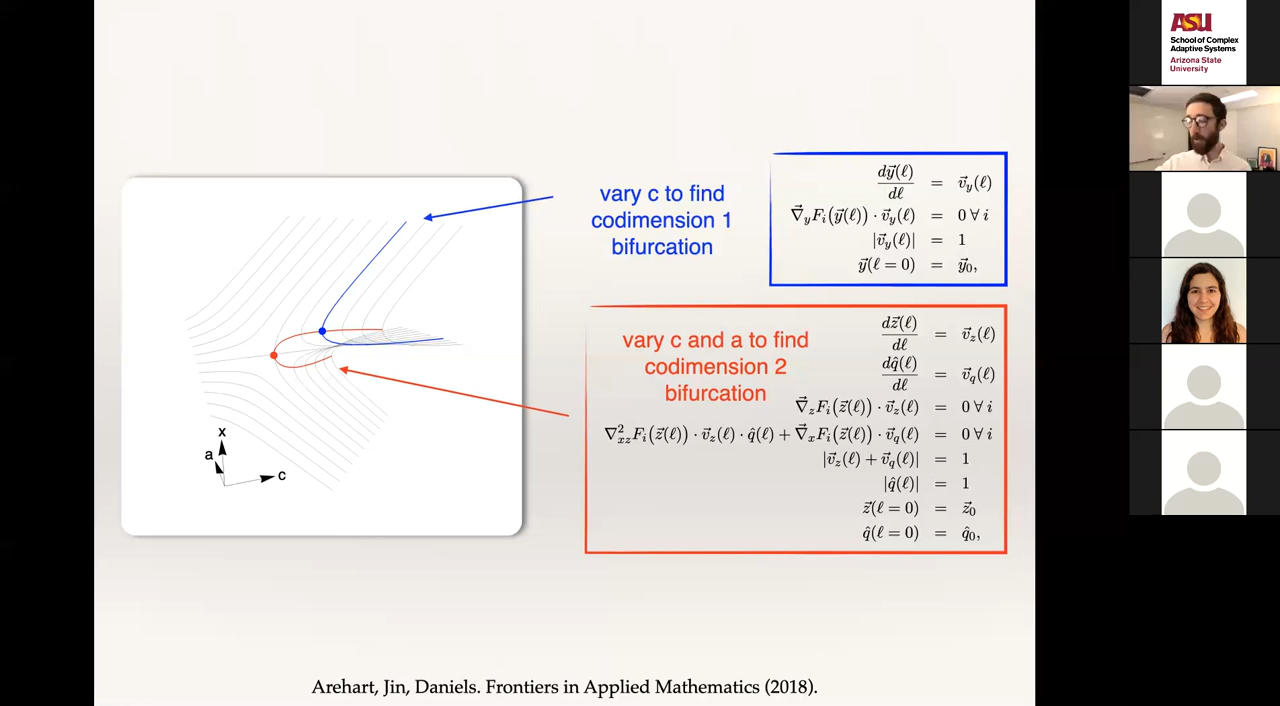 vary c to find
codimension 1
bifurcation
dy⃗(ℓ)/dℓ = v⃗_y(ℓ)
∇⃗_y F_i(y⃗(ℓ)) · v⃗_y(ℓ) = 0 ∀ i
|v⃗_y(ℓ)| = 1
y⃗(ℓ = 0) = y⃗_0,
vary c and a to find
codimension 2
bifurcation
dz⃗(ℓ)/dℓ = v⃗_z(ℓ)
dq̂(ℓ)/dℓ = v⃗_q(ℓ)
∇⃗_z F_i(z⃗(ℓ)) · v⃗_z(ℓ) = 0 ∀ i
∇²_xz F_i(z⃗(ℓ)) · v⃗_z(ℓ) · q̂(ℓ) + ∇⃗_x F_i(z⃗(ℓ)) · v⃗_q(ℓ) = 0 ∀ i
|v⃗_z(ℓ) + v⃗_q(ℓ)| = 1
|q̂(ℓ)| = 1
z⃗(ℓ = 0) = z⃗_0
q̂(ℓ = 0) = q̂_0,
x
a
c
Arehart, Jin, Daniels. Frontiers in Applied Mathematics (2018).
ASU
School of Complex
Adaptive Systems
Arizona State
University